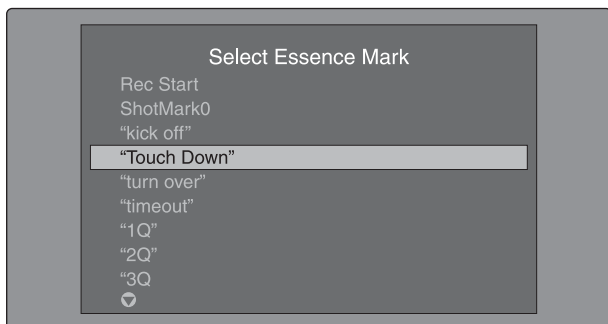 Select Essence Mark
Rec Start
ShotMark0
“kick off”
“Touch Down”
“turn over”
“timeout”
“1Q”
“2Q”
“3Q